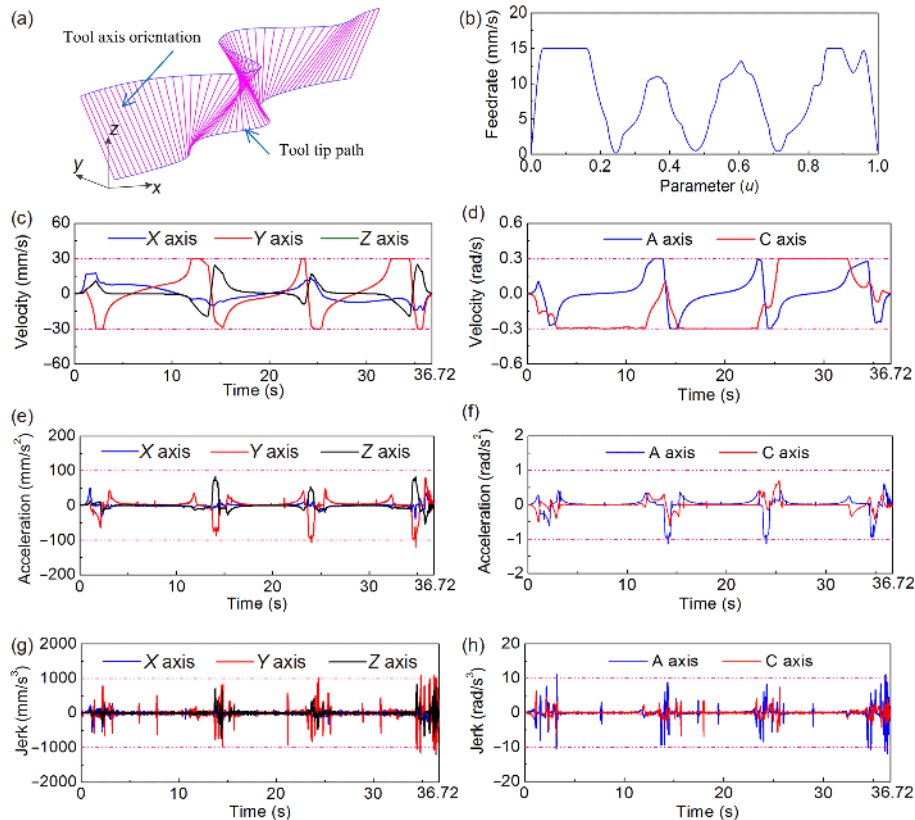 (a)
Tool axis orientation
z
y
x
Tool tip path
(b)
Feedrate (mm/s)
20
15
10
5
0
0.0 0.2 0.4 0.6 0.8 1.0
Parameter (u)
(c)
X axis Y axis Z axis
Velocity (mm/s)
60
30
0
−30
−60
0 10 20 30 36.72
Time (s)
(d)
A axis C axis
Velocity (rad/s)
0.6
0.3
0.0
−0.3
−0.6
0 10 20 30 36.72
Time (s)
(e)
X axis Y axis Z axis
Acceleration (mm/s²)
200
100
0
−100
−200
0 10 20 30 36.72
Time (s)
(f)
A axis C axis
Acceleration (rad/s²)
2
1
0
−1
−2
0 10 20 30 36.72
Time (s)
(g)
X axis Y axis Z axis
Jerk (mm/s³)
2000
1000
0
−1000
−2000
0 10 20 30 36.72
Time (s)
(h)
A axis C axis
Jerk (rad/s³)
20
10
0
−10
−20
0 10 20 30 36.72
Time (s)